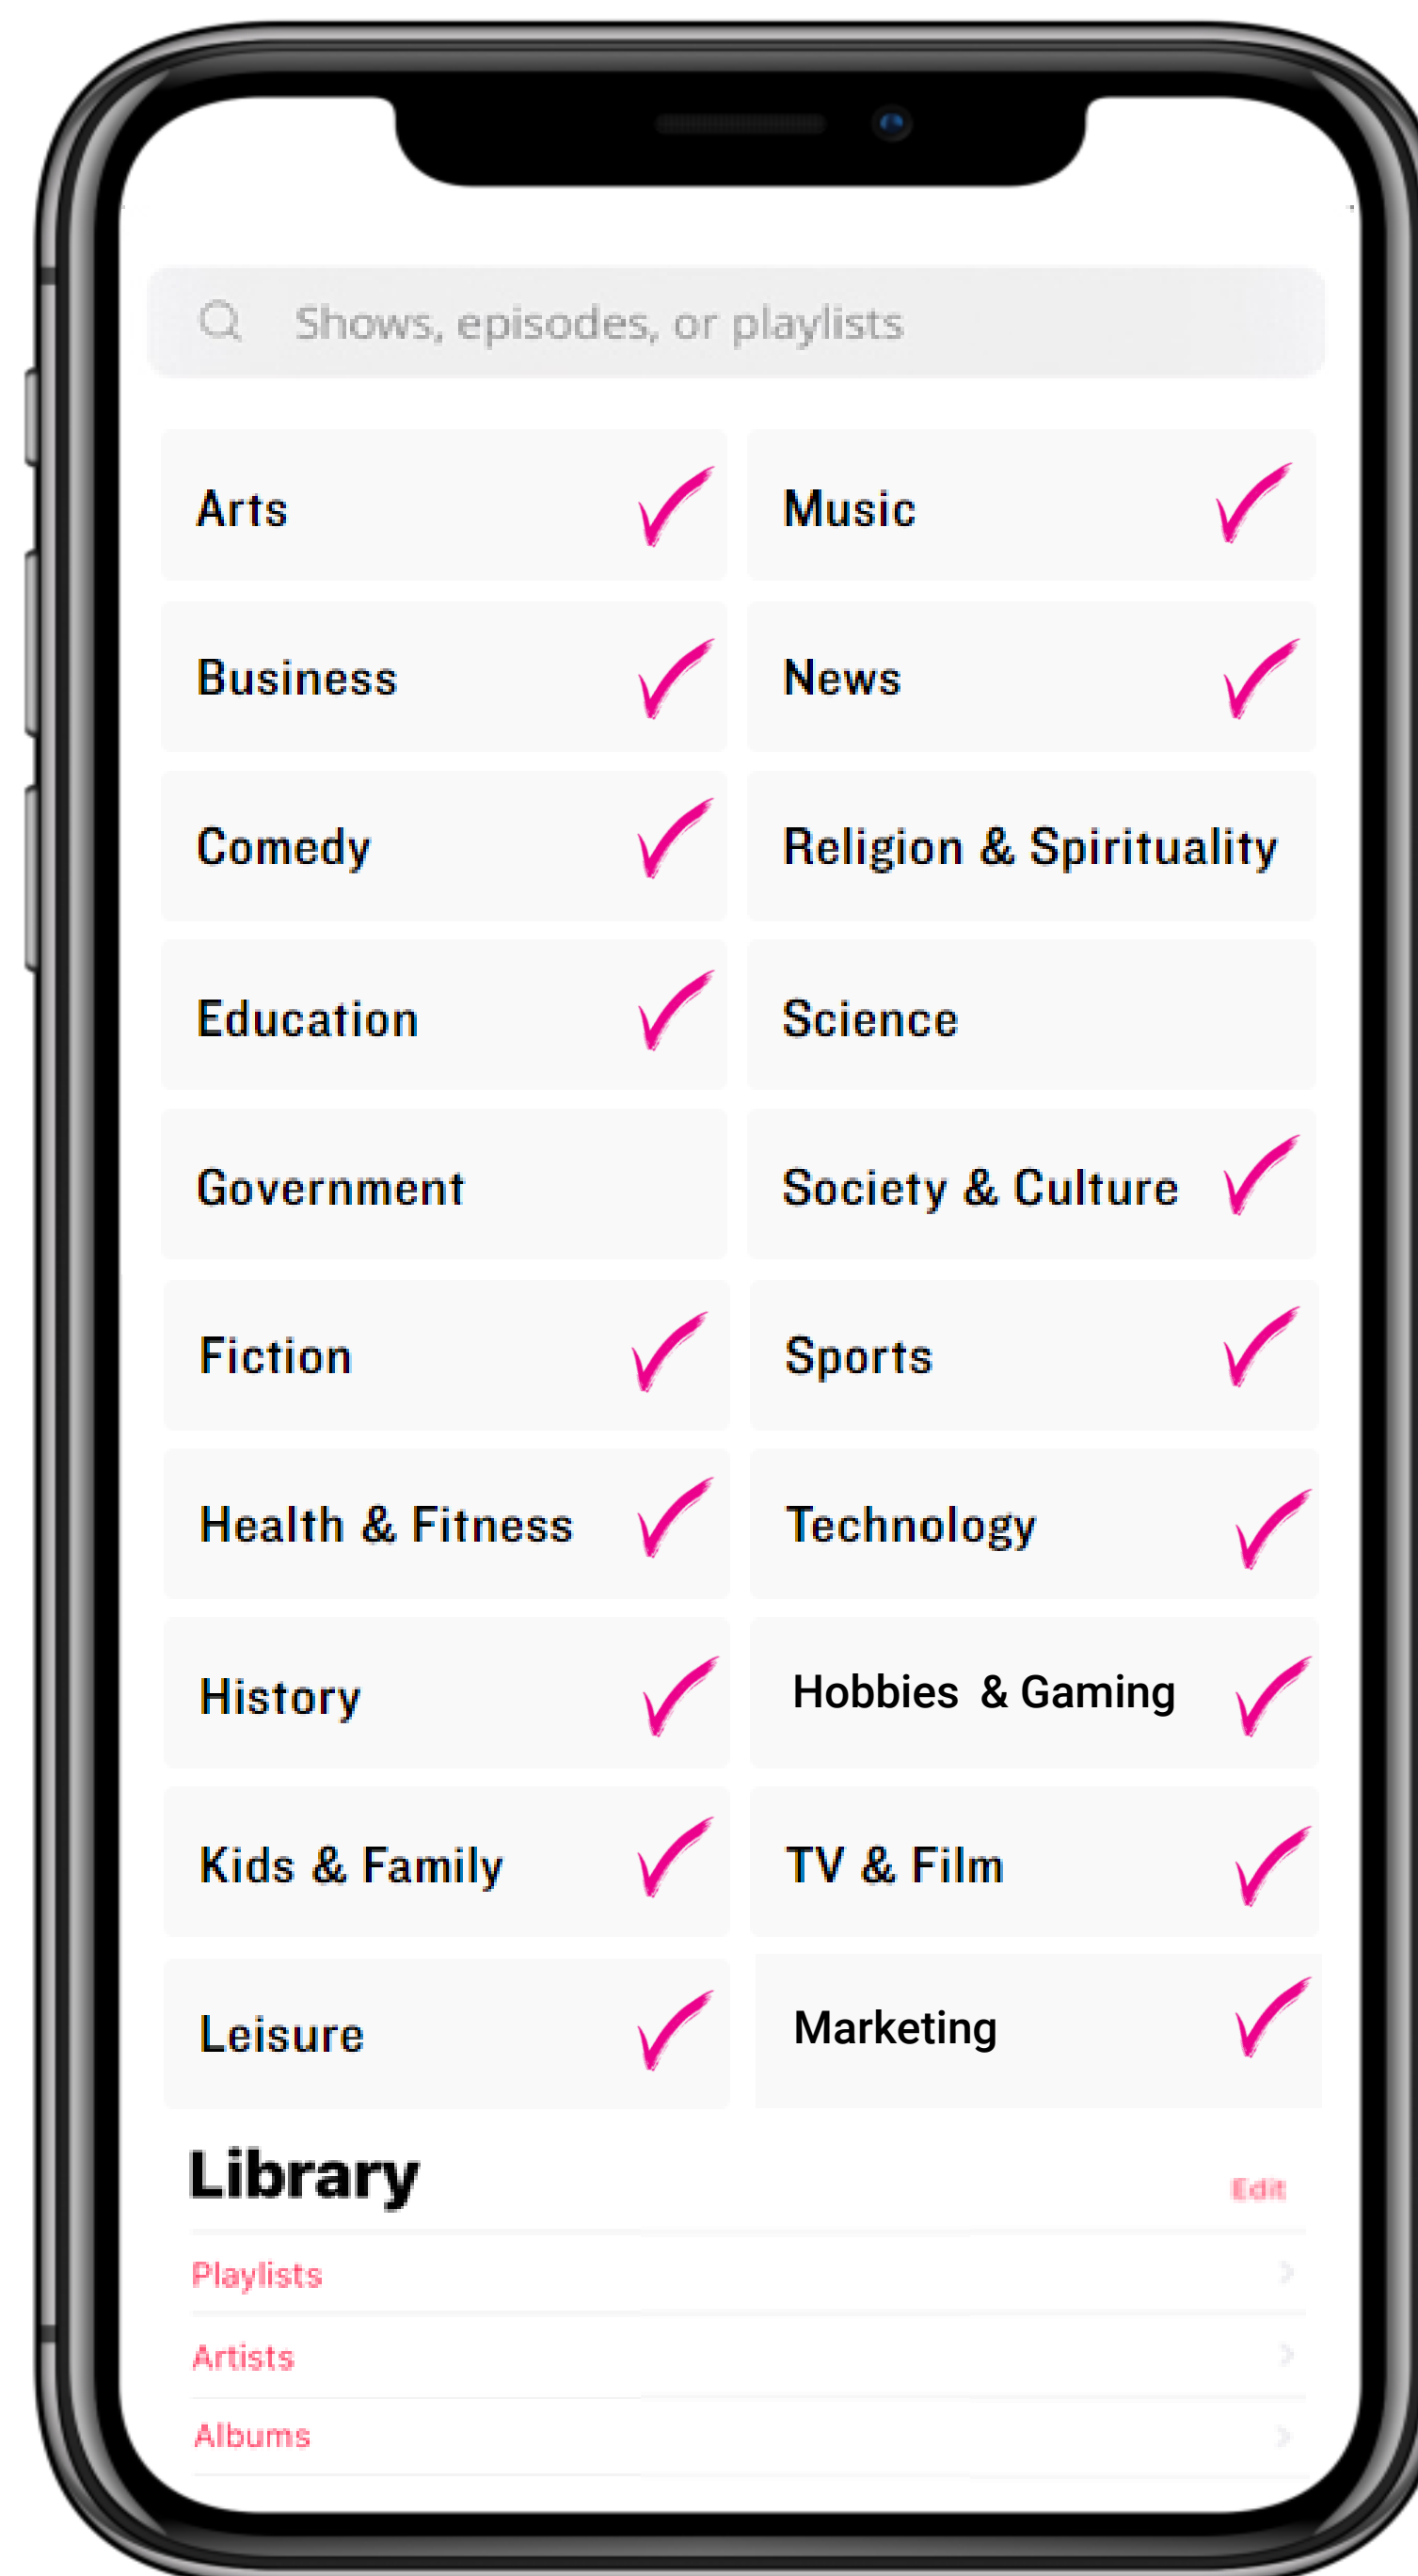 Shows, episodes, or playlists
Arts
Music
Business
News
Comedy
Religion & Spirituality
Education
Science
Government
Society & Culture
Fiction
Sports
Health & Fitness
Technology
History
Hobbies & Gaming
Kids & Family
TV & Film
Leisure
Marketing
Library
Edit
Playlists
Artists
Albums